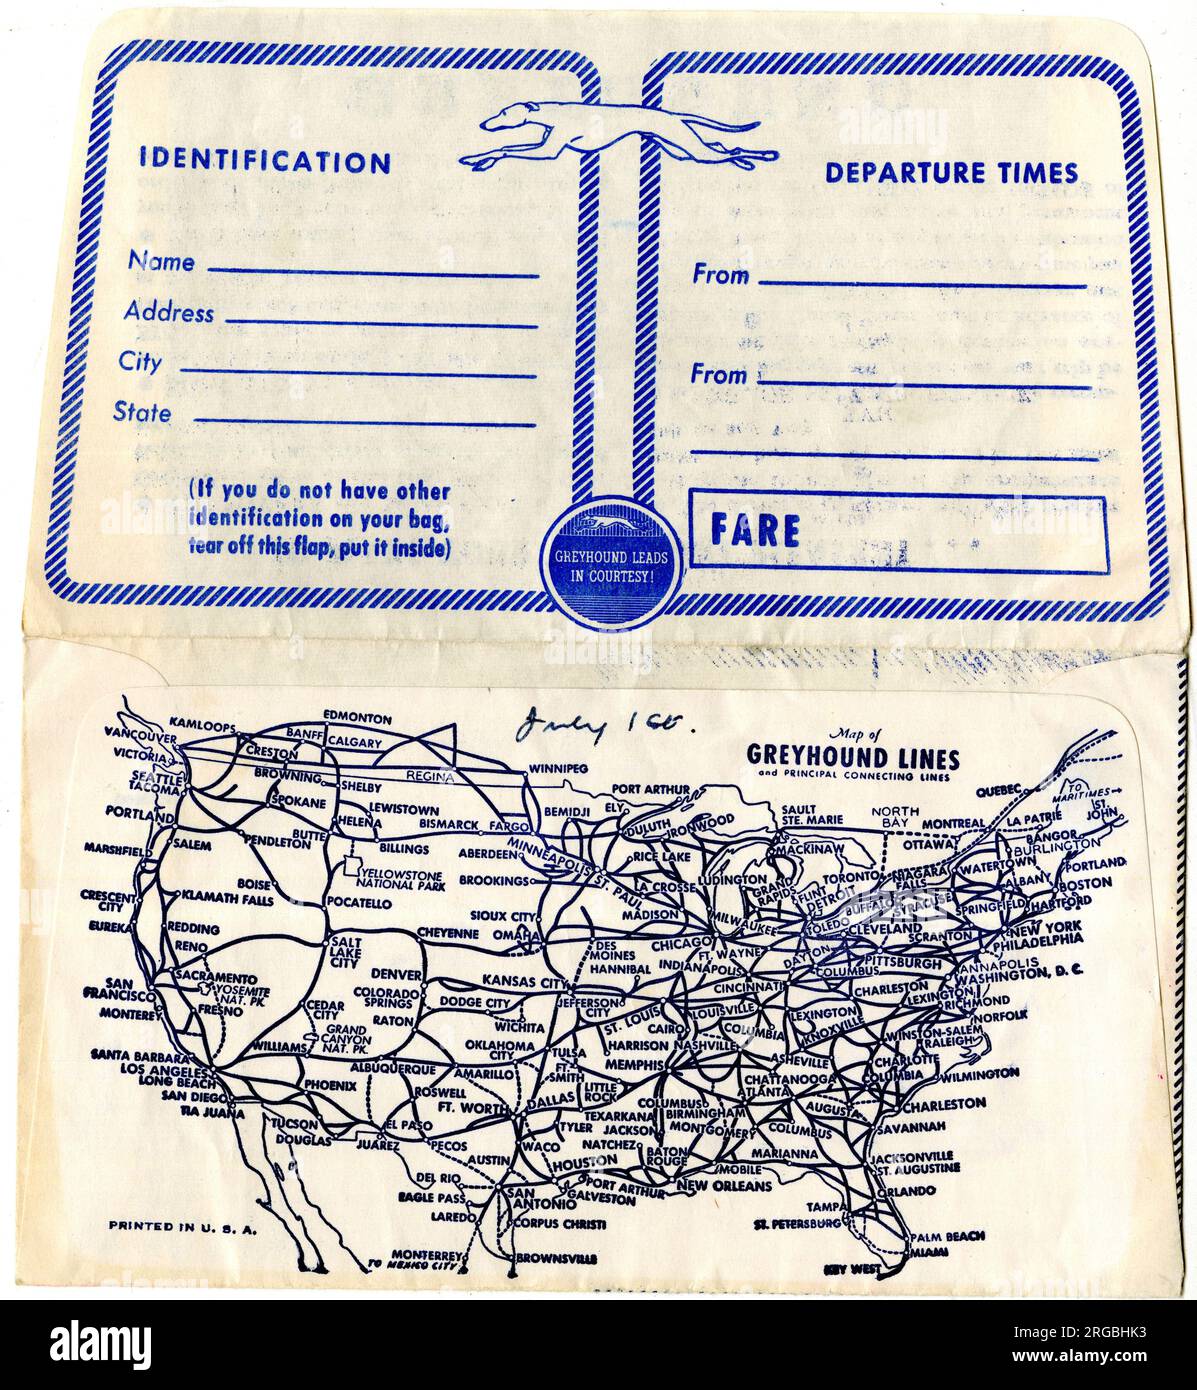 IDENTIFICATION
Name
Address
City
State
(If you do not have other
identification on your bag,
tear off this flap, put it inside)
DEPARTURE TIMES
From
From
FARE
GREYHOUND LEADS
IN COURTESY!
July 1st.
Map of
GREYHOUND LINES
and PRINCIPAL CONNECTING LINES
EDMONTON
KAMLOOPS
BANFF
CALGARY
VANCOUVER
CRESTON
VICTORIA
REGINA
WINNIPEG
SEATTLE
BROWNING
TACOMA
SHELBY
PORT ARTHUR
QUEBEC
TO
MARITIMES
SPOKANE
LEWISTOWN
BEMIDJI
ELY
SAULT
STE. MARIE
NORTH
BAY
MONTREAL
LA PATRIE
ST.
JOHN
PORTLAND
HELENA
BISMARCK
FARGO
DULUTH
IRONWOOD
OTTAWA
BANGOR
SALEM
PENDLETON
BUTTE
BILLINGS
MINNEAPOLIS
ST. PAUL
MACKINAW
BURLINGTON
MARSHFIELD
ABERDEEN
RICE LAKE
WATERTOWN
PORTLAND
YELLOWSTONE
NATIONAL PARK
BROOKINGS
LA CROSSE
LUDINGTON
GRAND
RAPIDS
FLINT
DETROIT
TORONTO
NIAGARA
FALLS
ALBANY
BOSTON
BOISE
KLAMATH FALLS
POCATELLO
CRESCENT
CITY
SIOUX CITY
MADISON
MILWAUKEE
BUFFALO
SYRACUSE
SPRINGFIELD
HARTFORD
EUREKA
REDDING
CHEYENNE
OMAHA
TOLEDO
CLEVELAND
SCRANTON
NEW YORK
RENO
SALT
LAKE
CITY
DES
MOINES
CHICAGO
FT. WAYNE
DAYTON
PITTSBURGH
PHILADELPHIA
SACRAMENTO
DENVER
KANSAS CITY
HANNIBAL
INDIANAPOLIS
COLUMBUS
ANNAPOLIS
WASHINGTON, D. C.
SAN
FRANCISCO
YOSEMITE
NAT. PK.
COLORADO
SPRINGS
CINCINNATI
CHARLESTON
LEXINGTON
RICHMOND
MONTEREY
FRESNO
CEDAR
CITY
DODGE CITY
JEFFERSON
CITY
ST. LOUIS
LOUISVILLE
LEXINGTON
NORFOLK
RATON
WICHITA
CAIRO
COLUMBIA
KNOXVILLE
WINSTON-SALEM
RALEIGH
GRAND
CANYON
NAT. PK.
WILLIAMS
OKLAHOMA
CITY
TULSA
HARRISON
NASHVILLE
SANTA BARBARA
LOS ANGELES
LONG BEACH
ALBUQUERQUE
AMARILLO
FT.
SMITH
MEMPHIS
ASHEVILLE
CHARLOTTE
SAN DIEGO
PHOENIX
ROSWELL
LITTLE
ROCK
CHATTANOOGA
COLUMBIA
WILMINGTON
TIA JUANA
FT. WORTH
DALLAS
COLUMBUS
ATLANTA
CHARLESTON
TUCSON
EL PASO
TEXARKANA
BIRMINGHAM
AUGUSTA
DOUGLAS
JUAREZ
PECOS
TYLER
JACKSON
MONTGOMERY
COLUMBUS
SAVANNAH
WACO
NATCHEZ
AUSTIN
HOUSTON
BATON
ROUGE
MARIANNA
JACKSONVILLE
ST. AUGUSTINE
DEL RIO
MOBILE
PORT ARTHUR
NEW ORLEANS
EAGLE PASS
SAN
ANTONIO
GALVESTON
ORLANDO
LAREDO
CORPUS CHRISTI
TAMPA
ST. PETERSBURG
PALM BEACH
MONTERREY
BROWNSVILLE
MIAMI
TO MEXICO CITY
KEY WEST
PRINTED IN U. S. A.
alamy
Image ID: 2RGBHK3
www.alamy.com